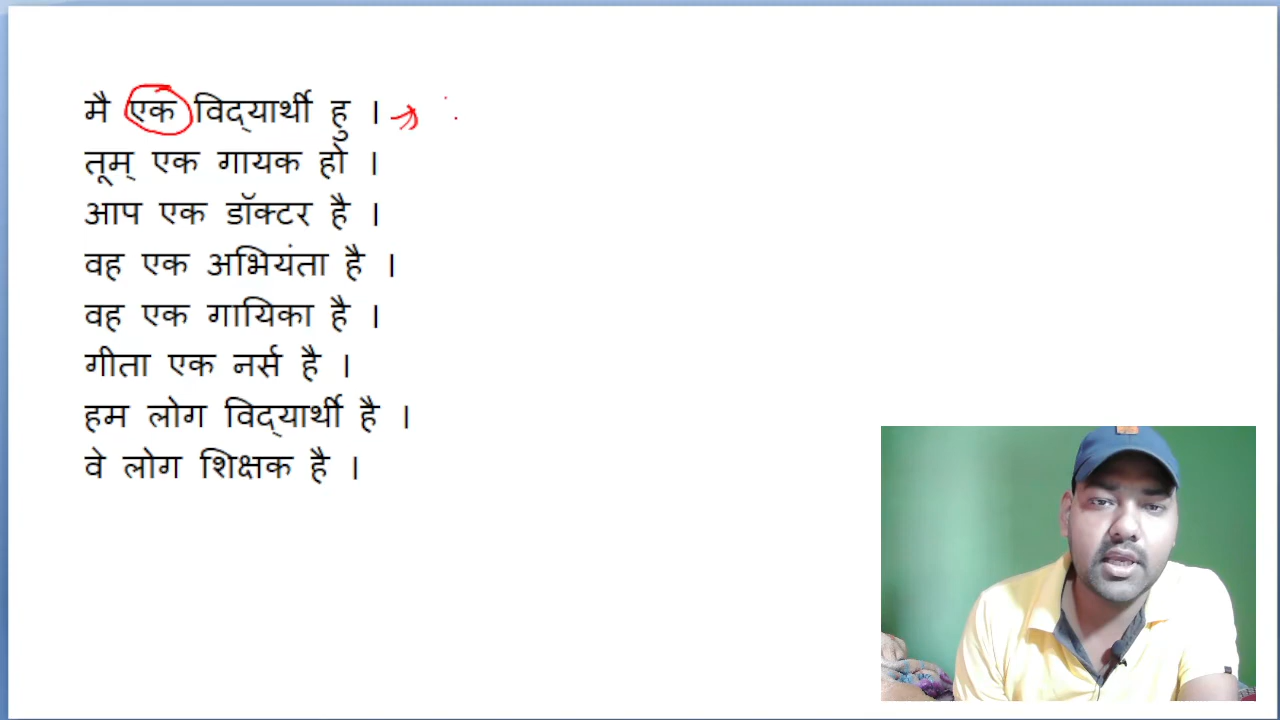 मै एक विद्‌यार्थी हु ।
तूम् एक गायक हो ।
आप एक डॉक्टर है ।
वह एक अभियंता है ।
वह एक गायिका है ।
गीता एक नर्स है ।
हम लोग विद्‌यार्थी है ।
वे लोग शिक्षक है ।